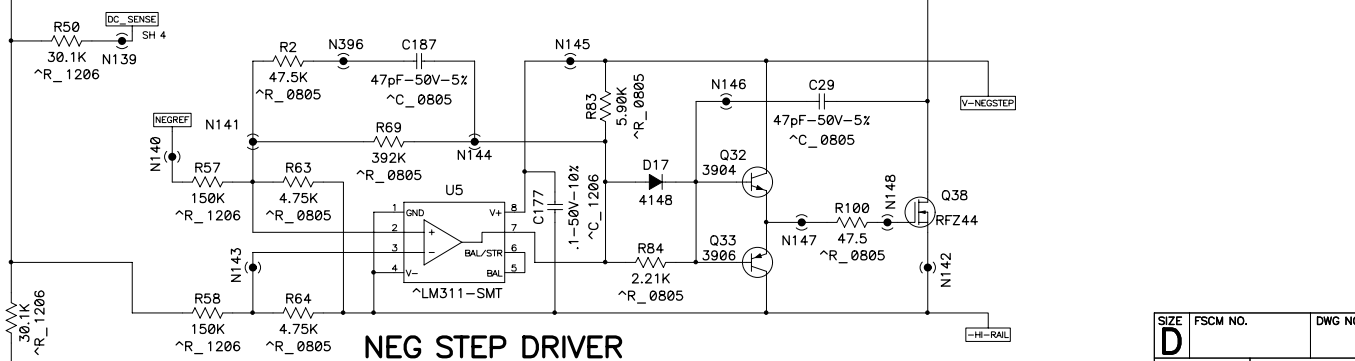 DC_SENSE
SH 4
R50
30.1K
^R_1206
N139
R2
47.5K
^R_0805
N396
C187
47pF-50V-5%
^C_0805
N145
R83
5.90K
^R_0805
N146
C29
47pF-50V-5%
^C_0805
V-NEGSTEP
NEGREF
N140
N141
R69
392K
^R_0805
N144
R57
150K
^R_1206
R63
4.75K
^R_0805
U5
1 GND
V+ 8
2 +
7
3 -
BAL/STR 6
4 V-
BAL 5
^LM311-SMT
C177
.1-50V-10%
^C_1206
D17
4148
Q32
3904
R84
2.21K
^R_0805
Q33
3906
N147
R100
47.5
^R_0805
N148
Q38
RFZ44
N142
N143
R58
150K
^R_1206
R64
4.75K
^R_0805
30.1K
^R_1206
-HI-RAIL
NEG STEP DRIVER
SIZE
D
FSCM NO.